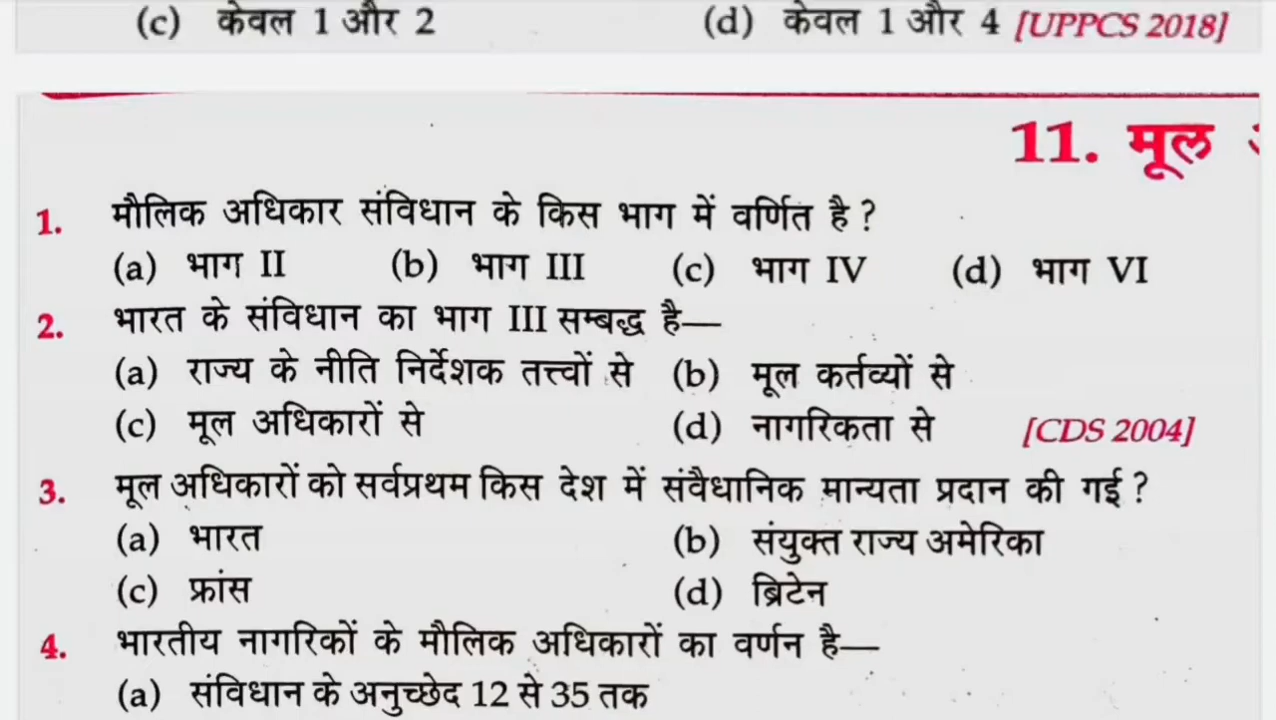 (c) केवल 1 और 2 (d) केवल 1 और 4 [UPPCS 2018]
11. मूल
1. मौलिक अधिकार संविधान के किस भाग में वर्णित है ?
(a) भाग II (b) भाग III (c) भाग IV (d) भाग VI
2. भारत के संविधान का भाग III सम्बद्ध है—
(a) राज्य के नीति निर्देशक तत्त्वों से (b) मूल कर्तव्यों से
(c) मूल अधिकारों से (d) नागरिकता से [CDS 2004]
3. मूल अधिकारों को सर्वप्रथम किस देश में संवैधानिक मान्यता प्रदान की गई ?
(a) भारत (b) संयुक्त राज्य अमेरिका
(c) फ्रांस (d) ब्रिटेन
4. भारतीय नागरिकों के मौलिक अधिकारों का वर्णन है—
(a) संविधान के अनुच्छेद 12 से 35 तक